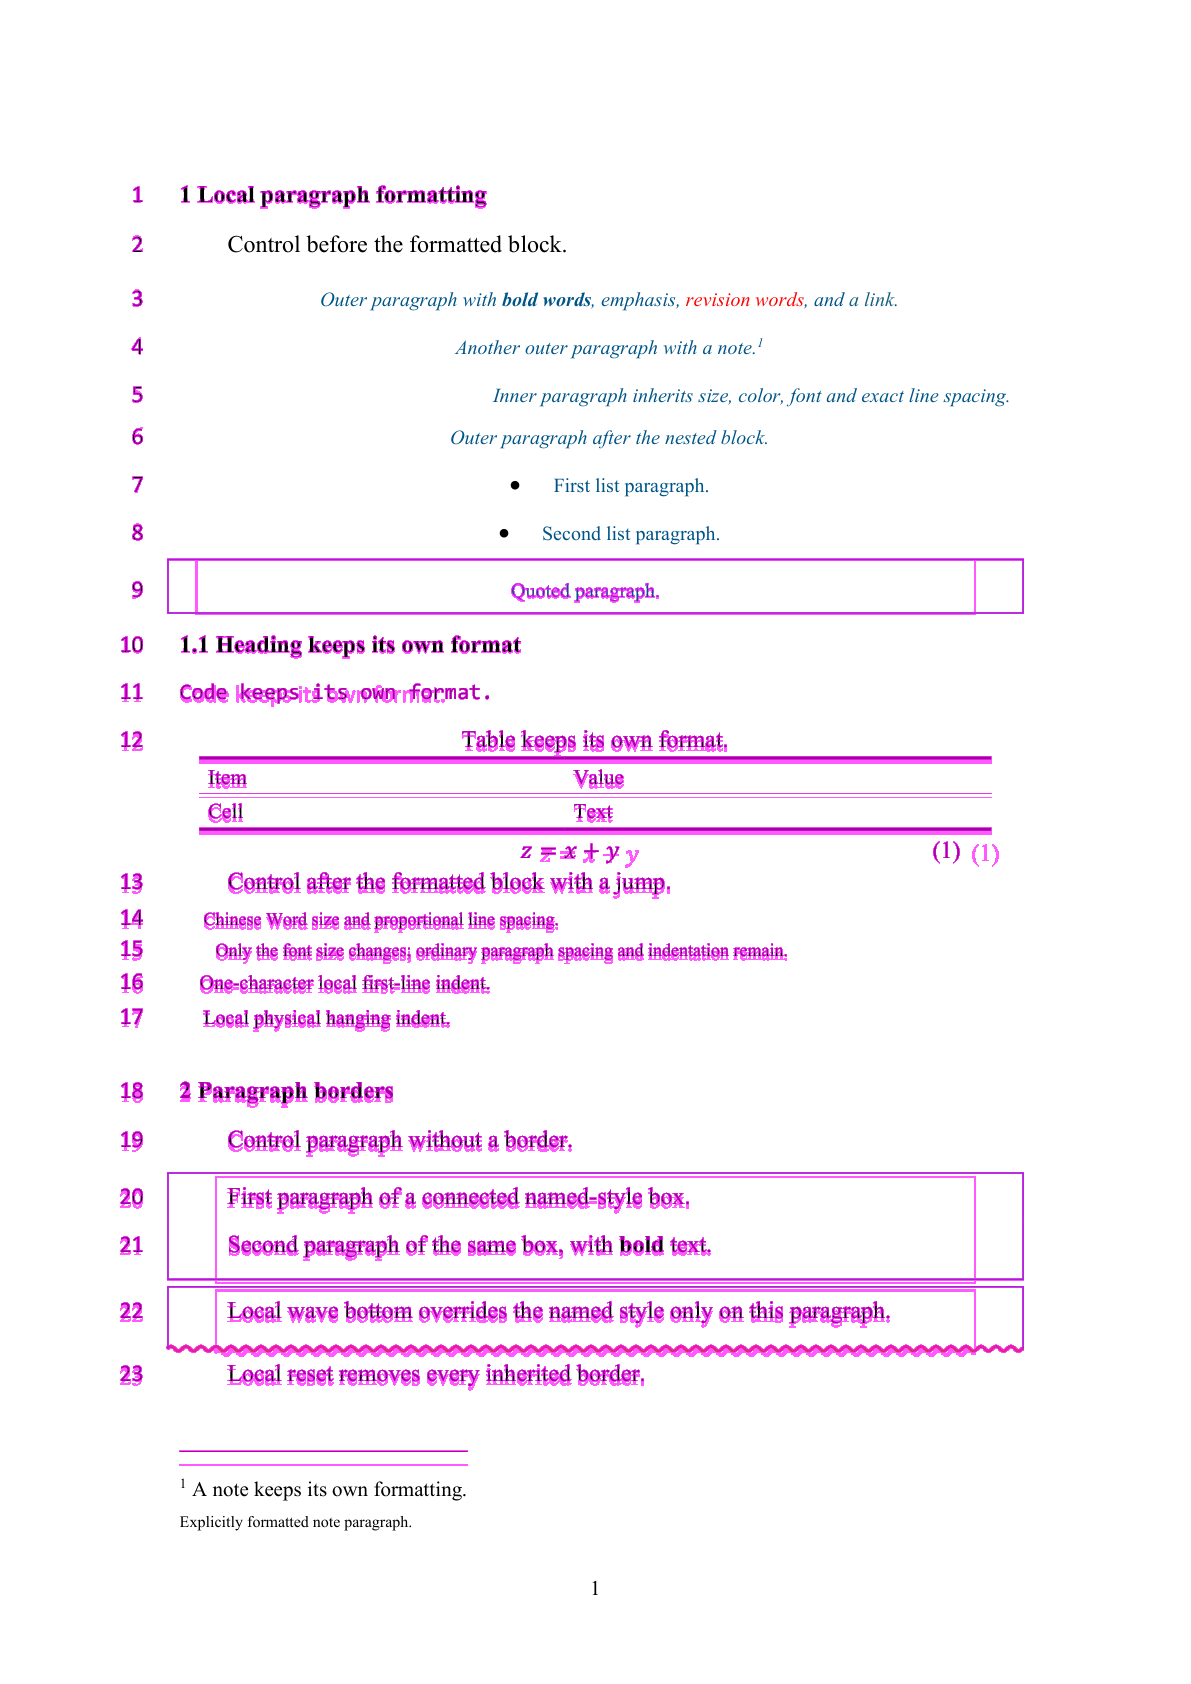 1 1 Local paragraph formatting
2 Control before the formatted block.
3 Outer paragraph with bold words, emphasis, revision words, and a link.
4 Another outer paragraph with a note.1
5 Inner paragraph inherits size, color, font and exact line spacing.
6 Outer paragraph after the nested block.
7 ● First list paragraph.
8 ● Second list paragraph.
9 Quoted paragraph.
10 1.1 Heading keeps its own format
11 Code keeps its own format.
12 Table keeps its own format.
Item Value
Cell Text
z = x + y (1)
13 Control after the formatted block with a jump.
14 Chinese Word size and proportional line spacing.
15 Only the font size changes; ordinary paragraph spacing and indentation remain.
16 One-character local first-line indent.
17 Local physical hanging indent.
18 2 Paragraph borders
19 Control paragraph without a border.
20 First paragraph of a connected named-style box.
21 Second paragraph of the same box, with bold text.
22 Local wave bottom overrides the named style only on this paragraph.
23 Local reset removes every inherited border.
1 A note keeps its own formatting.
Explicitly formatted note paragraph.
1